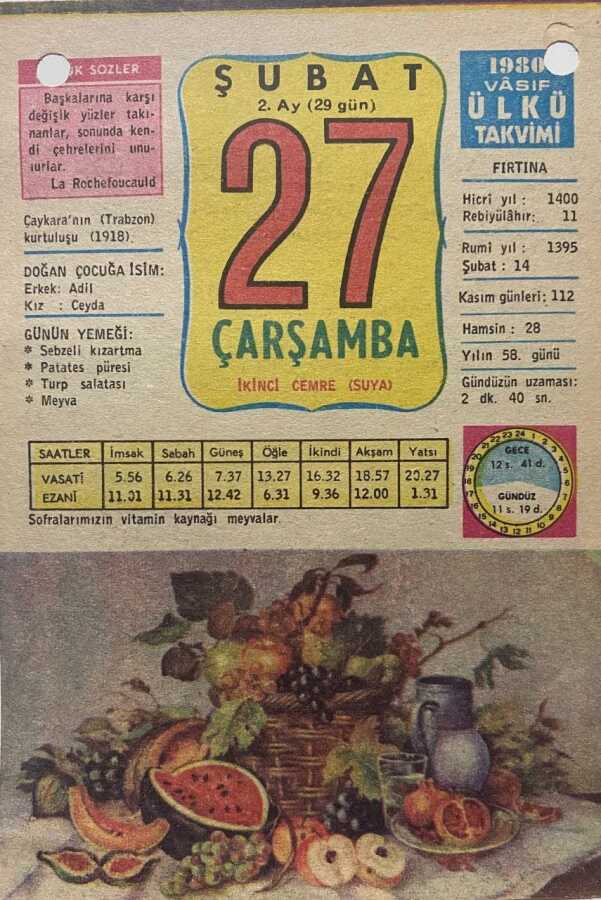 SÖZLER
Başkalarına karşı
değişik yüzler takı-
nanlar, sonunda ken-
di çehrelerini unu-
turlar.
La Rochefoucauld
Çaykara'nın (Trabzon)
kurtuluşu (1918).
DOĞAN ÇOCUĞA İSİM:
Erkek: Adil
Kız : Ceyda
GÜNÜN YEMEĞİ:
* Sebzeli kızartma
* Patates püresi
* Turp salatası
* Meyva
ŞUBAT
2. Ay (29 gün)
27
ÇARŞAMBA
İKİNCİ CEMRE (SUYA)
1980
VÂSIF
ÜLKÜ
TAKVİMİ
FIRTINA
Hicrî yıl : 1400
Rebiyülâhır: 11
Rumî yıl : 1395
Şubat : 14
Kasım günleri: 112
Hamsin : 28
Yılın 58. günü
Gündüzün uzaması:
2 dk. 40 sn.
SAATLER İmsak Sabah Güneş Öğle İkindi Akşam Yatsı
VASATİ 5.56 6.26 7.37 13.27 16.32 18.57 20.27
EZANİ 11.01 11.31 12.42 6.31 9.36 12.00 1.31
Sofralarımızın vitamin kaynağı meyvalar
GECE
12 s. 41 d.
GÜNDÜZ
11 s. 19 d.